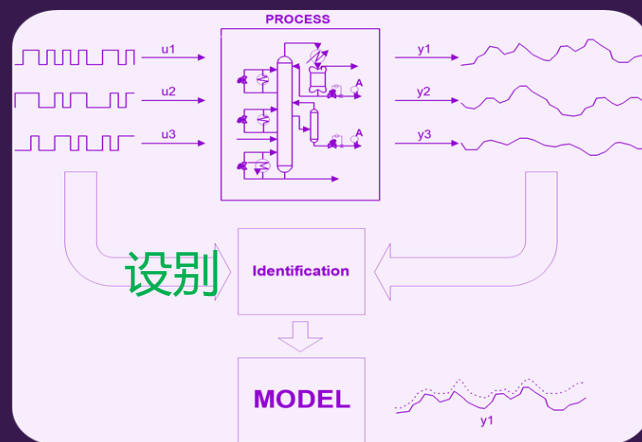 PROCESS
u1
y1
A
u2
y2
u3
A
y3
设别
Identification
MODEL
y1